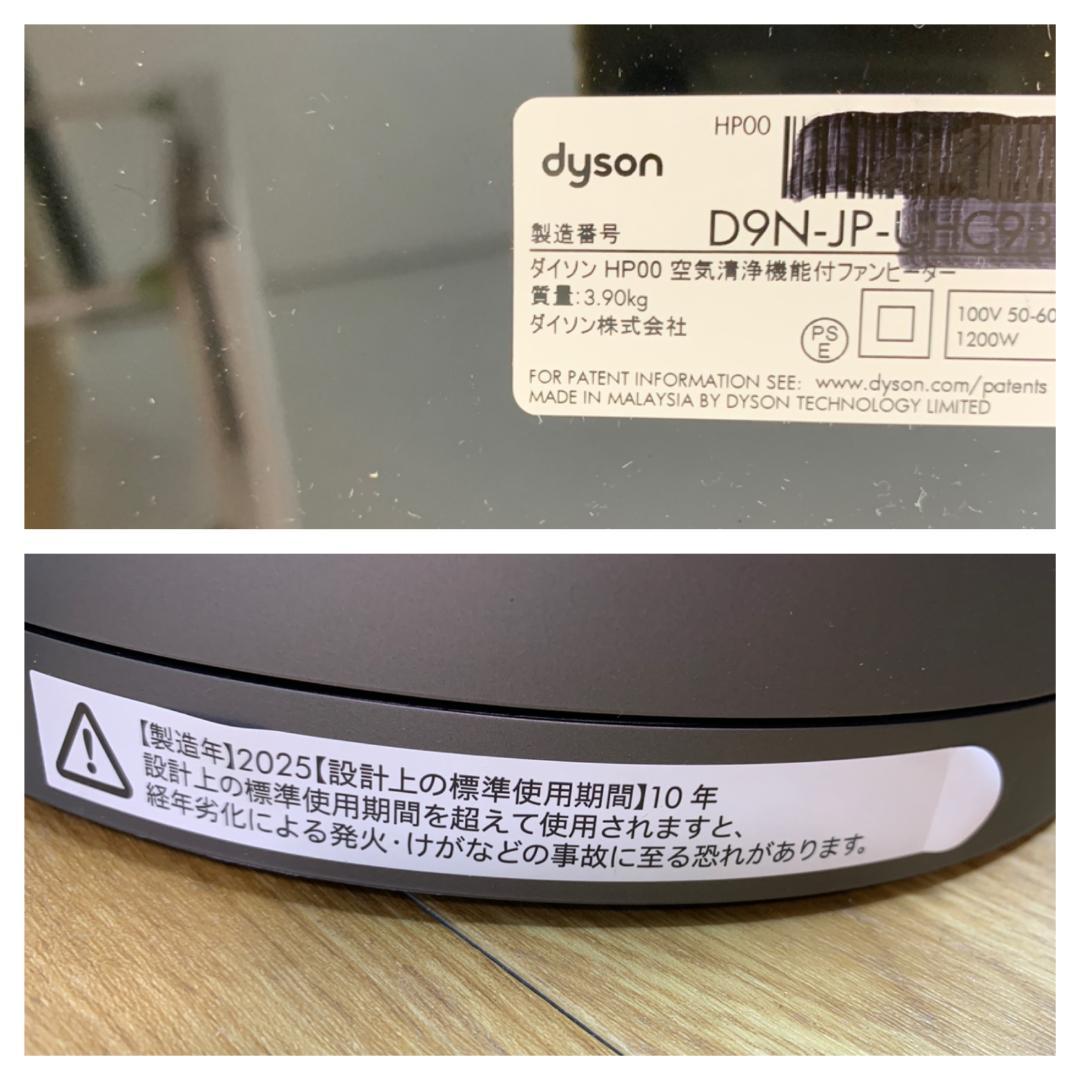 HP00
dyson
製造番号 D9N-JP-
ダイソン HP00 空気清浄機能付ファンヒーター
質量:3.90kg
ダイソン株式会社
PS
E
100V 50-60
1200W
FOR PATENT INFORMATION SEE: www.dyson.com/patents
MADE IN MALAYSIA BY DYSON TECHNOLOGY LIMITED
【製造年】2025【設計上の標準使用期間】10 年
設計上の標準使用期間を超えて使用されますと、
経年劣化による発火・けがなどの事故に至る恐れがあります。